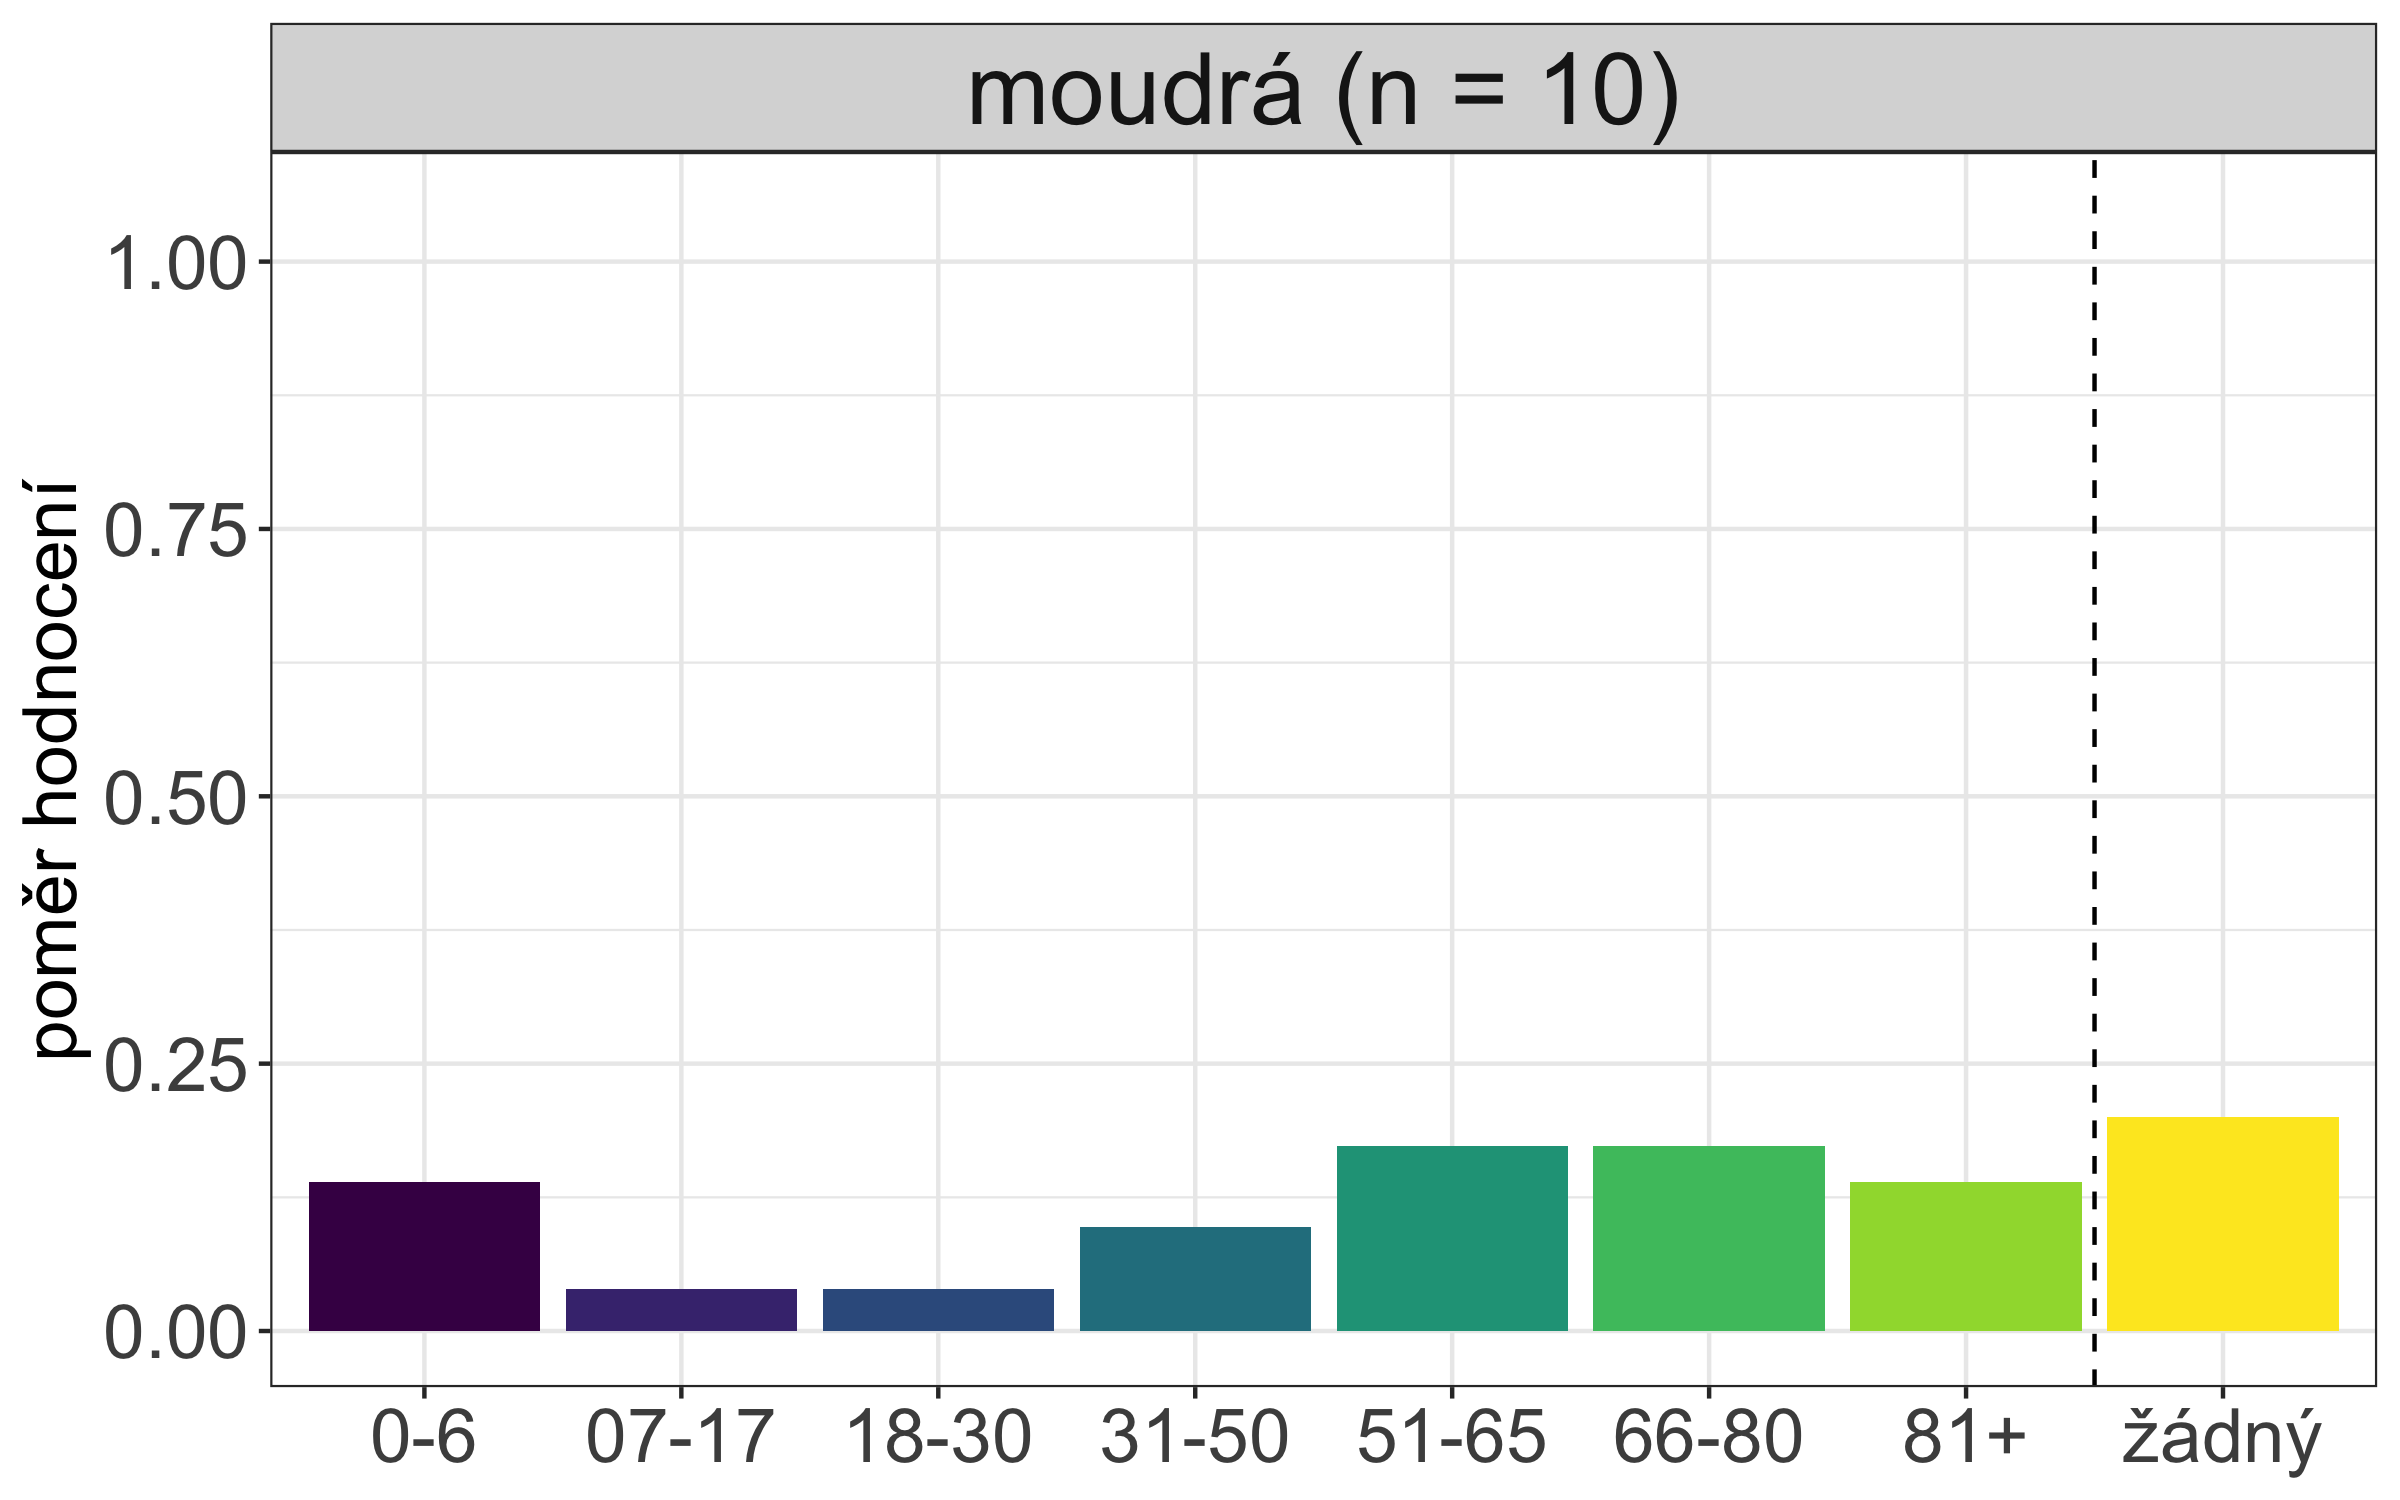 moudrá (n = 10)
poměr hodnocení
1.00
0.75
0.50
0.25
0.00
0-6 07-17 18-30 31-50 51-65 66-80 81+ žádný